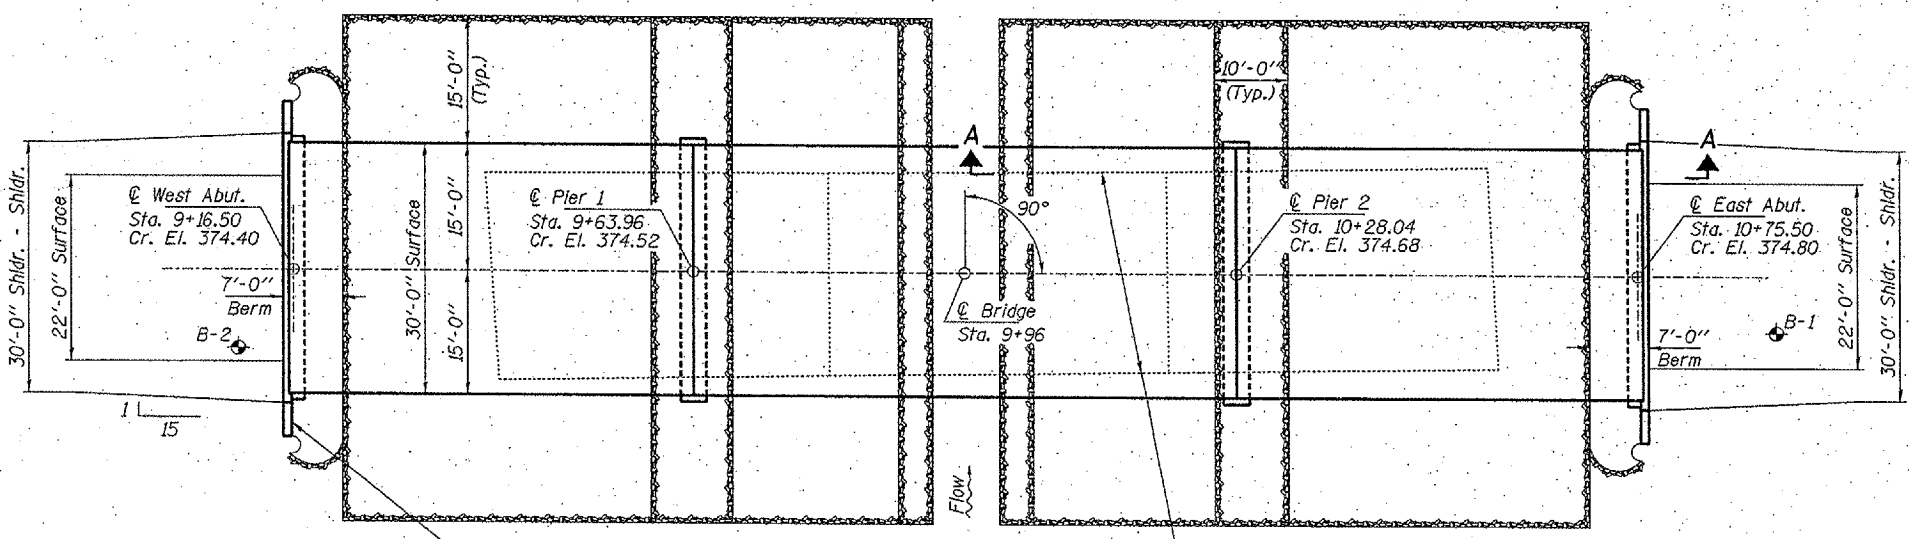 15'-0"
(Typ.)
10'-0"
(Typ.)
A
A
30'-0" Shldr. - Shldr.
22'-0" Surface
℄ West Abut.
Sta. 9+16.50
Cr. El. 374.40
7'-0"
Berm
B-2
1
15
30'-0" Surface
15'-0"
15'-0"
℄ Pier 1
Sta. 9+63.96
Cr. El. 374.52
90°
℄ Bridge
Sta. 9+96
Flow
℄ Pier 2
Sta. 10+28.04
Cr. El. 374.68
℄ East Abut.
Sta. 10+75.50
Cr. El. 374.80
B-1
7'-0"
Berm
22'-0" Surface
30'-0" Shldr. - Shldr.